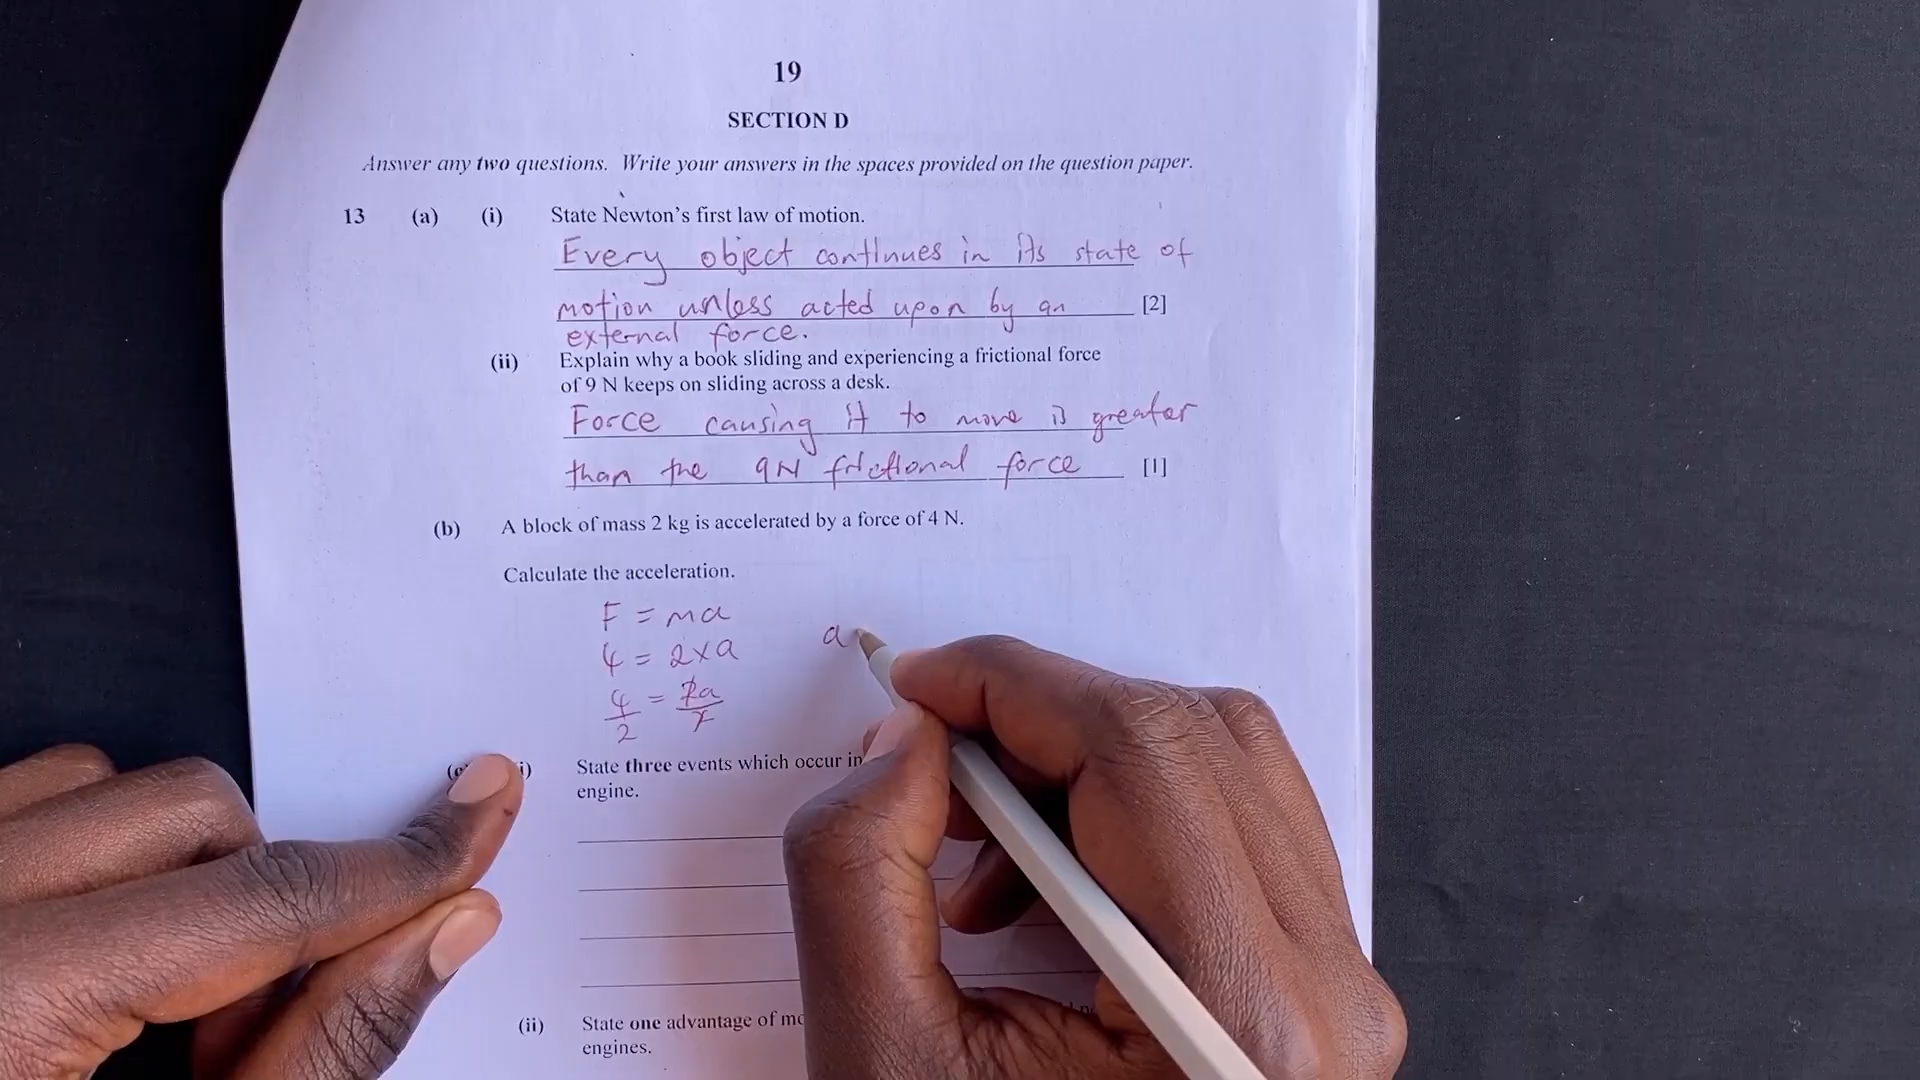 19
SECTION D
Answer any two questions. Write your answers in the spaces provided on the question paper.
13 (a) (i) State Newton's first law of motion.
Every object continues in its state of
motion unless acted upon by an [2]
external force.
(ii) Explain why a book sliding and experiencing a frictional force
of 9 N keeps on sliding across a desk.
Force causing it to move is greater
than the 9N frictional force [1]
(b) A block of mass 2 kg is accelerated by a force of 4 N.
Calculate the acceleration.
F = ma
4 = 2×a a
4/2 = 2a/2
State three events which occur in
engine.
(ii) State one advantage of
engines.